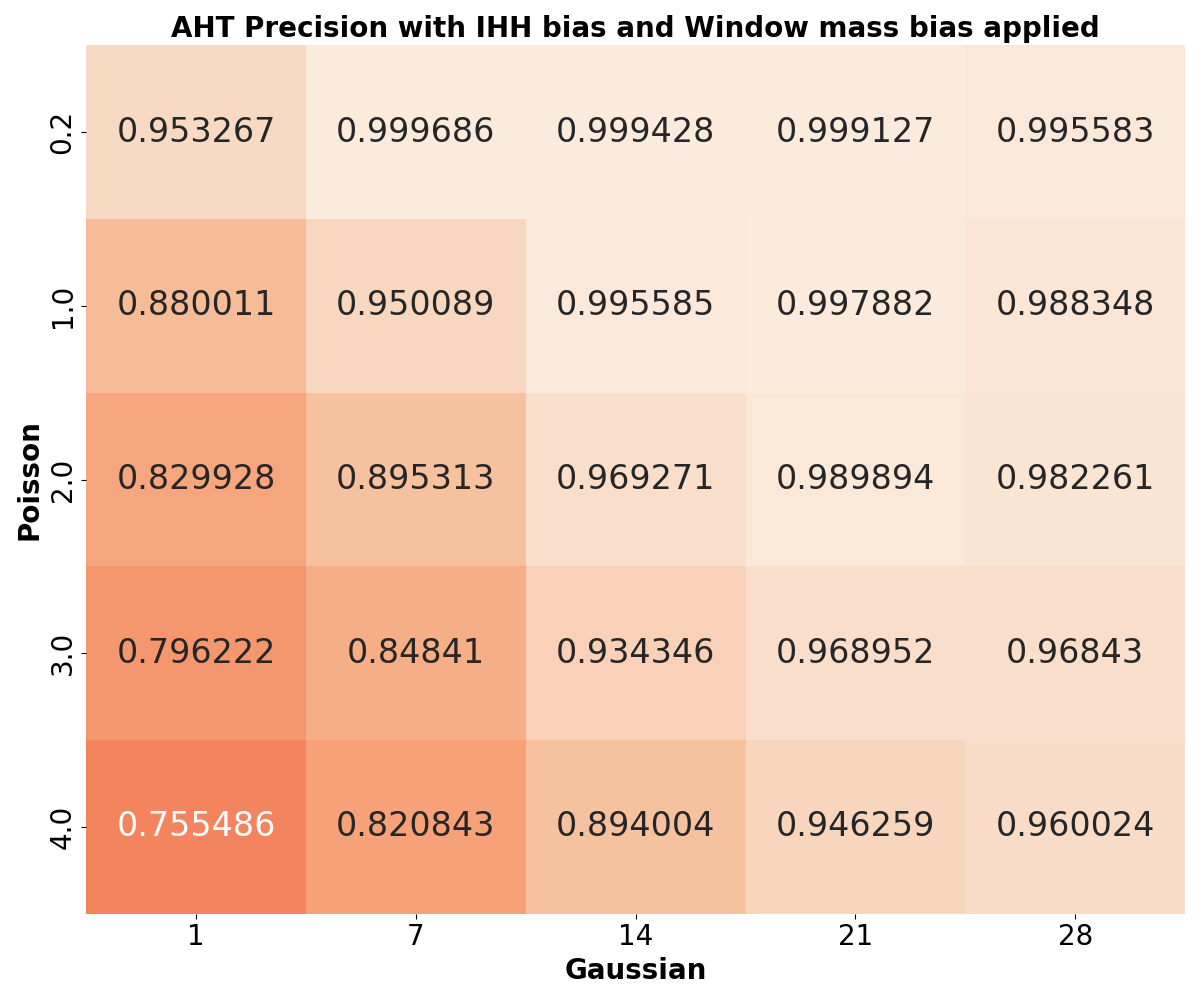 AHT Precision with IHH bias and Window mass bias applied
0.2 0.953267 0.999686 0.999428 0.999127 0.995583
1.0 0.880011 0.950089 0.995585 0.997882 0.988348
2.0 0.829928 0.895313 0.969271 0.989894 0.982261
3.0 0.796222 0.84841 0.934346 0.968952 0.96843
4.0 0.755486 0.820843 0.894004 0.946259 0.960024
Poisson
1 7 14 21 28
Gaussian